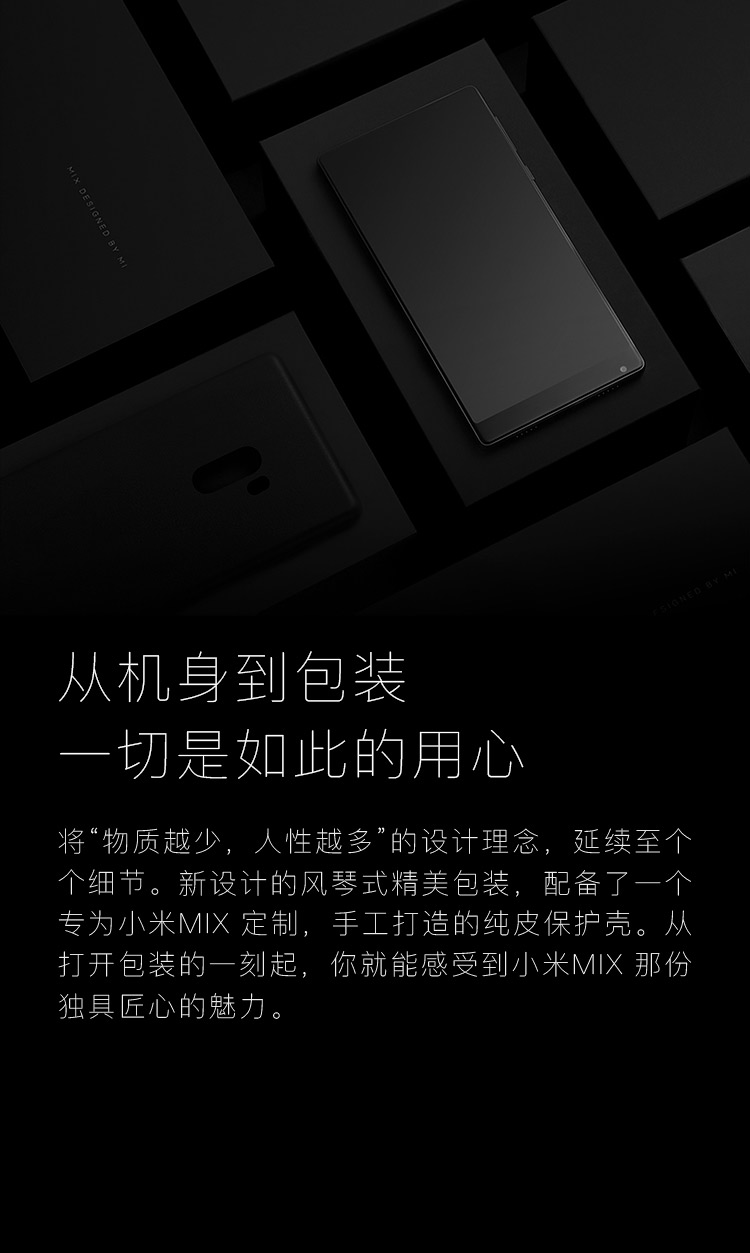 MIX DESIGNED BY MI
DESIGNED BY MI
从机身到包装
一切是如此的用心
将“物质越少，人性越多”的设计理念，延续至个
个细节。新设计的风琴式精美包装，配备了一个
专为小米MIX 定制，手工打造的纯皮保护壳。从
打开包装的一刻起，你就能感受到小米MIX 那份
独具匠心的魅力。